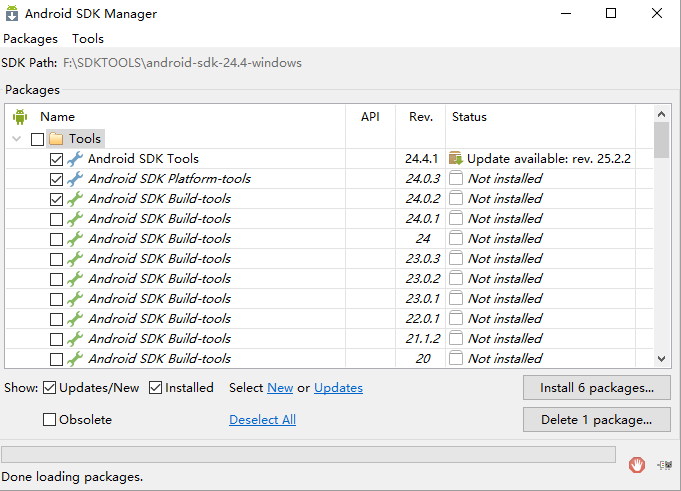 Android SDK Manager
Packages Tools
SDK Path: F:\SDKTOOLS\android-sdk-24.4-windows
Packages
Name API Rev. Status
Tools
Android SDK Tools 24.4.1 Update available: rev. 25.2.2
Android SDK Platform-tools 24.0.3 Not installed
Android SDK Build-tools 24.0.2 Not installed
Android SDK Build-tools 24.0.1 Not installed
Android SDK Build-tools 24 Not installed
Android SDK Build-tools 23.0.3 Not installed
Android SDK Build-tools 23.0.2 Not installed
Android SDK Build-tools 23.0.1 Not installed
Android SDK Build-tools 22.0.1 Not installed
Android SDK Build-tools 21.1.2 Not installed
Android SDK Build-tools 20 Not installed
Show: Updates/New Installed Select New or Updates Install 6 packages...
Obsolete Deselect All Delete 1 package...
Done loading packages.